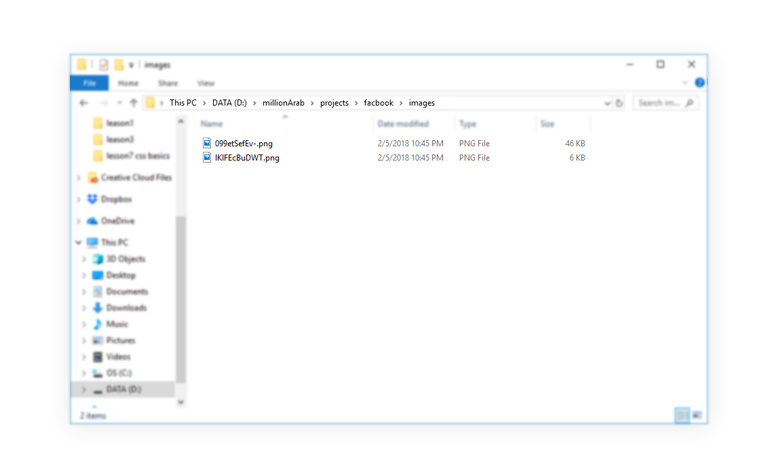 images
File Home Share View
This PC > DATA (D:) > millionArab > projects > facbook > images
Search im...
Name Date modified Type Size
099etSefEv-.png 2/5/2018 10:45 PM PNG File 46 KB
IKIFEcBuDWT.png 2/5/2018 10:45 PM PNG File 6 KB
leason1
leason3
lesson7 css basics
Creative Cloud Files
Dropbox
OneDrive
This PC
3D Objects
Desktop
Documents
Downloads
Music
Pictures
Videos
OS (C:)
DATA (D:)
2 items